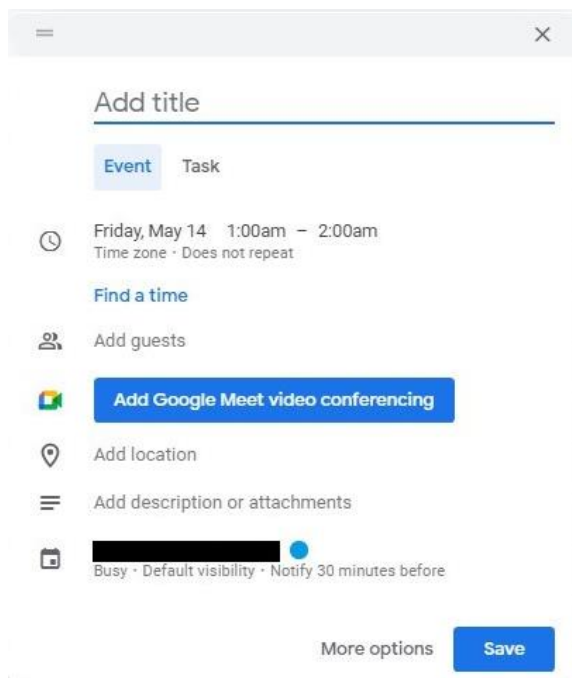 Add title
Event Task
Friday, May 14 1:00am – 2:00am
Time zone · Does not repeat
Find a time
Add guests
Add Google Meet video conferencing
Add location
Add description or attachments
Busy · Default visibility · Notify 30 minutes before
More options Save